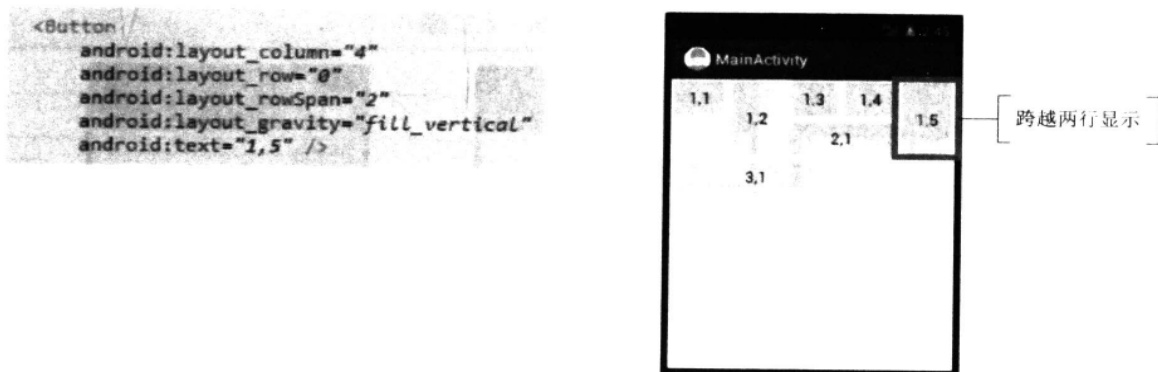 <Button
android:layout_column="4"
android:layout_row="0"
android:layout_rowSpan="2"
android:layout_gravity="fill_vertical"
android:text="1,5" />
MainActivity
1,1
1,2
1,3
1,4
1,5
2,1
3,1
跨越两行显示